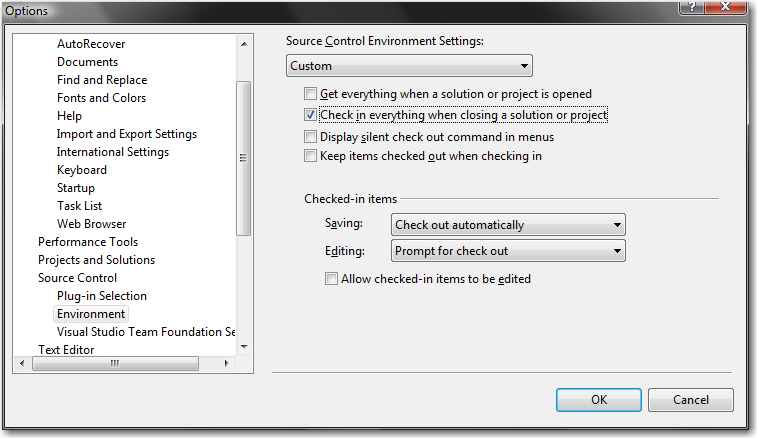 Options
AutoRecover
Documents
Find and Replace
Fonts and Colors
Help
Import and Export Settings
International Settings
Keyboard
Startup
Task List
Web Browser
Performance Tools
Projects and Solutions
Source Control
Plug-in Selection
Environment
Visual Studio Team Foundation Se
Text Editor
Source Control Environment Settings:
Custom
Get everything when a solution or project is opened
Check in everything when closing a solution or project
Display silent check out command in menus
Keep items checked out when checking in
Checked-in items
Saving: Check out automatically
Editing: Prompt for check out
Allow checked-in items to be edited
OK Cancel